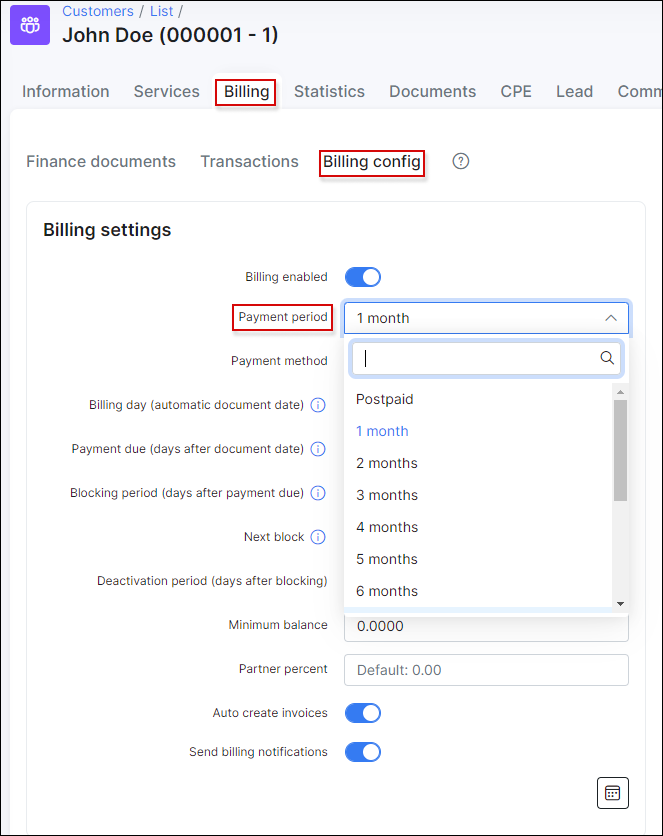 Customers / List /
John Doe (000001 - 1)
Information Services Billing Statistics Documents CPE Lead Comm
Finance documents Transactions Billing config ?
Billing settings
Billing enabled
Payment period 1 month
Payment method
Postpaid
Billing day (automatic document date) i
1 month
Payment due (days after document date) i
2 months
Blocking period (days after payment due) i
3 months
Next block i
4 months
5 months
Deactivation period (days after blocking)
6 months
Minimum balance 0.0000
Partner percent Default: 0.00
Auto create invoices
Send billing notifications